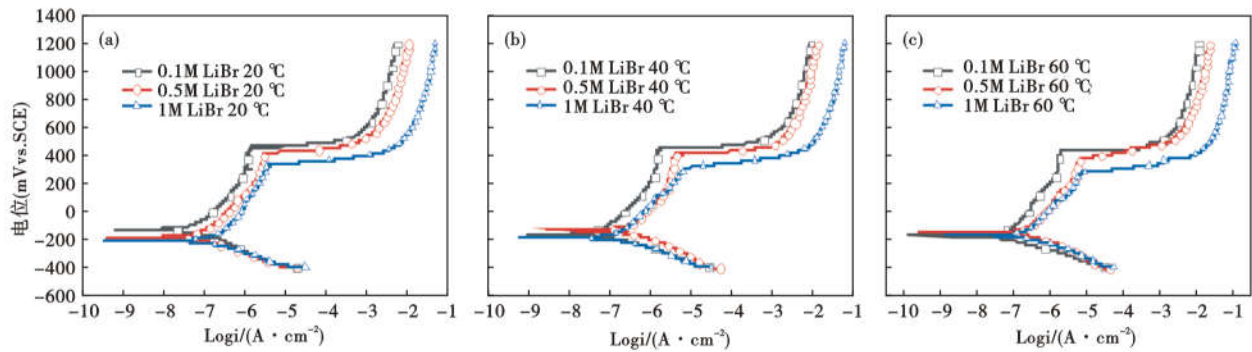 电位(mV vs.SCE)
1400
1200
1000
800
600
400
200
0
−200
−400
−600
(a)
0.1M LiBr 20 ℃
0.5M LiBr 20 ℃
1M LiBr 20 ℃
−10 −9 −8 −7 −6 −5 −4 −3 −2 −1
Logi/(A · cm⁻²)
(b)
0.1M LiBr 40 ℃
0.5M LiBr 40 ℃
1M LiBr 40 ℃
−10 −9 −8 −7 −6 −5 −4 −3 −2 −1
Logi/(A · cm⁻²)
(c)
0.1M LiBr 60 ℃
0.5M LiBr 60 ℃
1M LiBr 60 ℃
−10 −9 −8 −7 −6 −5 −4 −3 −2 −1
Logi/(A · cm⁻²)